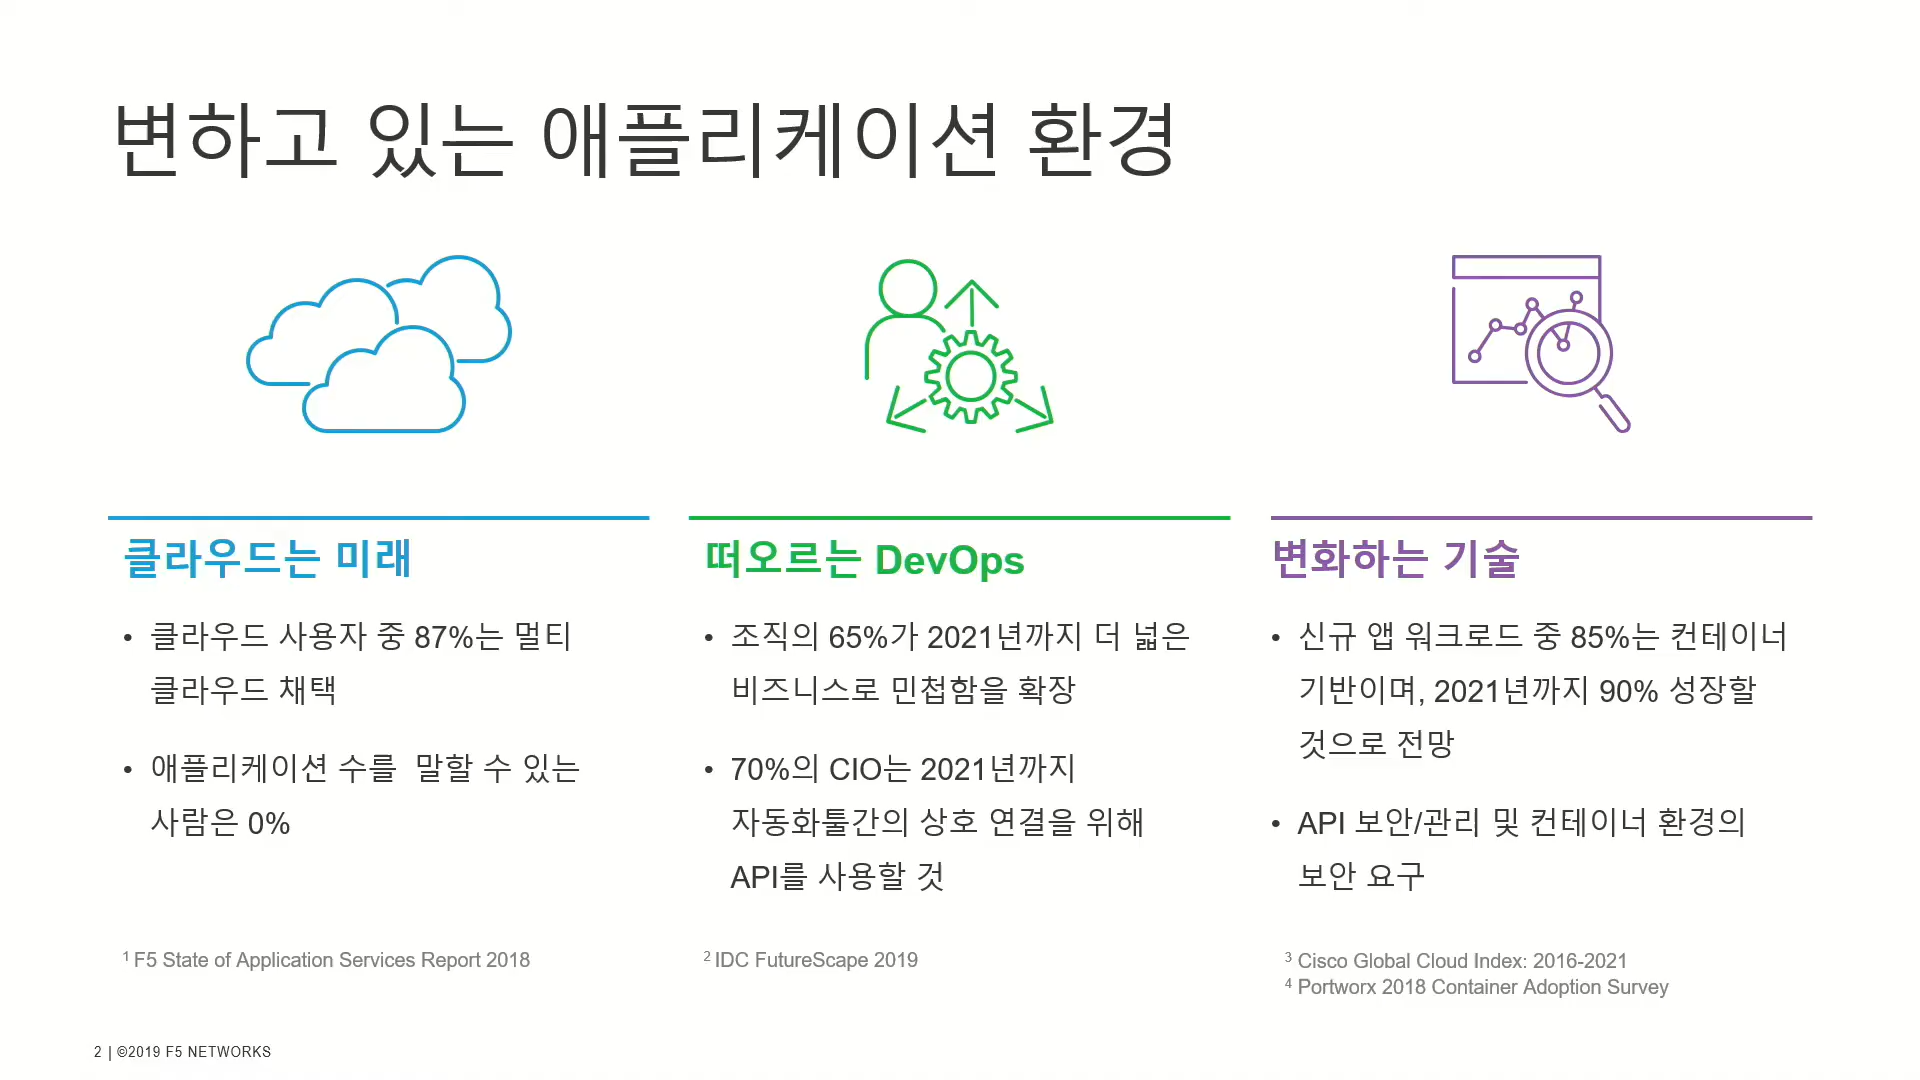 변하고 있는 애플리케이션 환경
클라우드는 미래
• 클라우드 사용자 중 87%는 멀티
클라우드 채택
• 애플리케이션 수를 말할 수 있는
사람은 0%
¹ F5 State of Application Services Report 2018
떠오르는 DevOps
• 조직의 65%가 2021년까지 더 넓은
비즈니스로 민첩함을 확장
• 70%의 CIO는 2021년까지
자동화툴간의 상호 연결을 위해
API를 사용할 것
² IDC FutureScape 2019
변화하는 기술
• 신규 앱 워크로드 중 85%는 컨테이너
기반이며, 2021년까지 90% 성장할
것으로 전망
• API 보안/관리 및 컨테이너 환경의
보안 요구
³ Cisco Global Cloud Index: 2016-2021
⁴ Portworx 2018 Container Adoption Survey
2 | ©2019 F5 NETWORKS